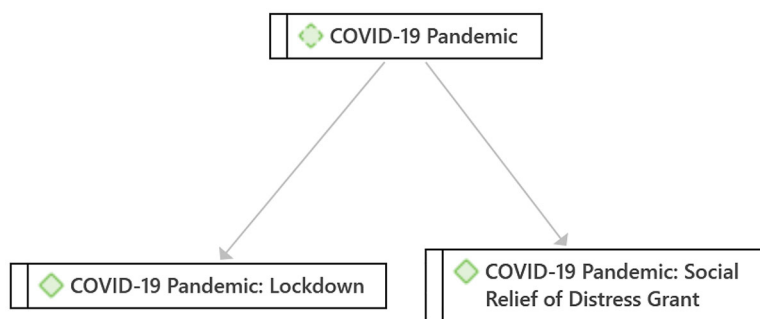 COVID-19 Pandemic
COVID-19 Pandemic: Lockdown
COVID-19 Pandemic: Social
Relief of Distress Grant